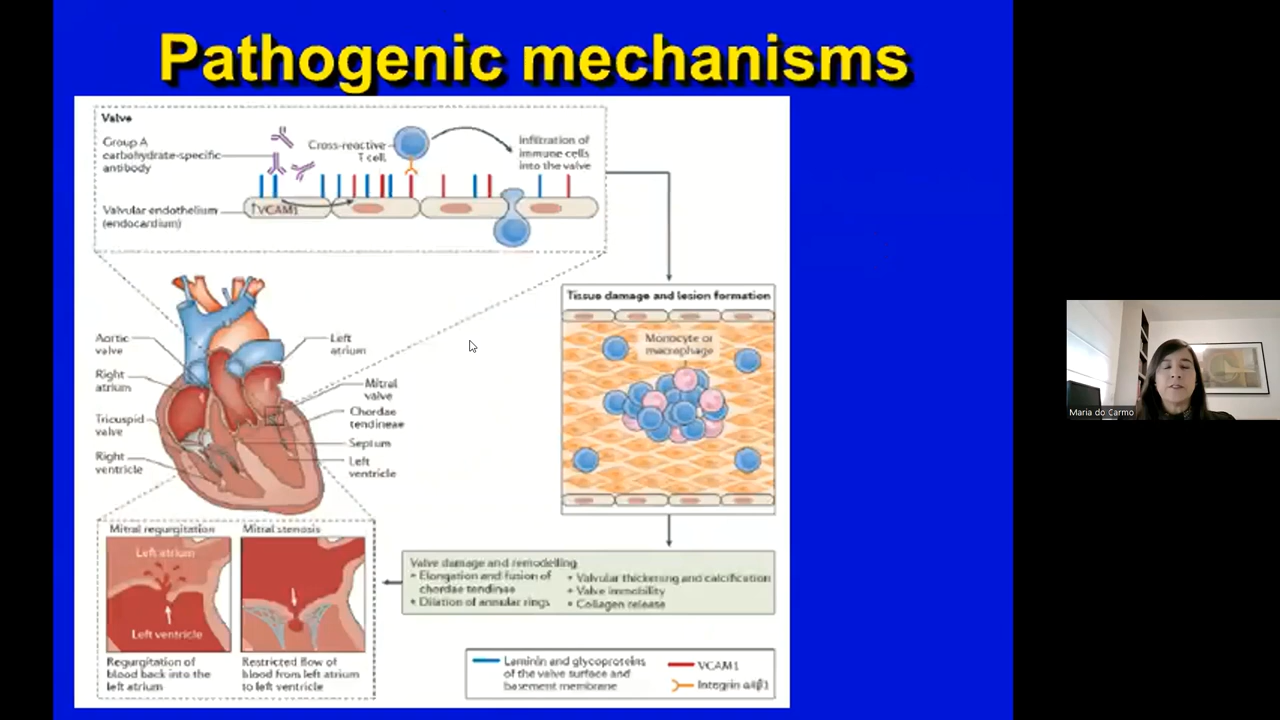 Pathogenic mechanisms
Valve
Group A
carbohydrate-specific
antibody
Cross-reactive
T cell
Infiltration of
immune cells
into the valve
Valvular endothelium
(endocardium)
↑VCAM1
Tissue damage and lesion formation
Monocyte or
macrophage
Aortic
valve
Right
atrium
Tricuspid
valve
Right
ventricle
Left
atrium
Mitral
valve
Chordae
tendineae
Septum
Left
ventricle
Mitral regurgitation
Left atrium
Left ventricle
Regurgitation of
blood back into the
left atrium
Mitral stenosis
Restricted flow of
blood from left atrium
to left ventricle
Valve damage and remodelling
• Elongation and fusion of
chordae tendinae
• Dilation of annular rings
• Valvular thickening and calcification
• Valve immobility
• Collagen release
Laminin and glycoproteins
of the valve surface and
basement membrane
VCAM1
Integrin α4β1
Maria do Carmo